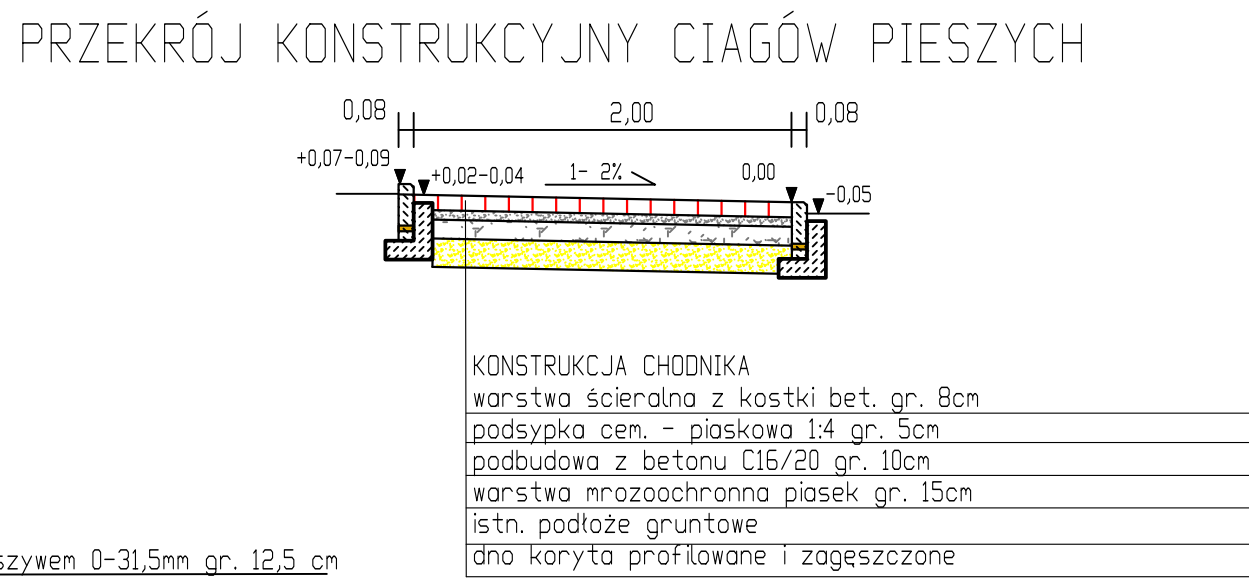 PRZEKRÓJ KONSTRUKCYJNY CIAGÓW PIESZYCH
0,08 2,00 0,08
+0,07-0,09 +0,02-0,04 1- 2% 0,00 -0,05
KONSTRUKCJA CHODNIKA
warstwa ścieralna z kostki bet. gr. 8cm
podsypka cem. - piaskowa 1:4 gr. 5cm
podbudowa z betonu C16/20 gr. 10cm
warstwa mrozoochronna piasek gr. 15cm
istn. podłoże gruntowe
dno koryta profilowane i zagęszczone
szywem 0-31,5mm gr. 12,5 cm